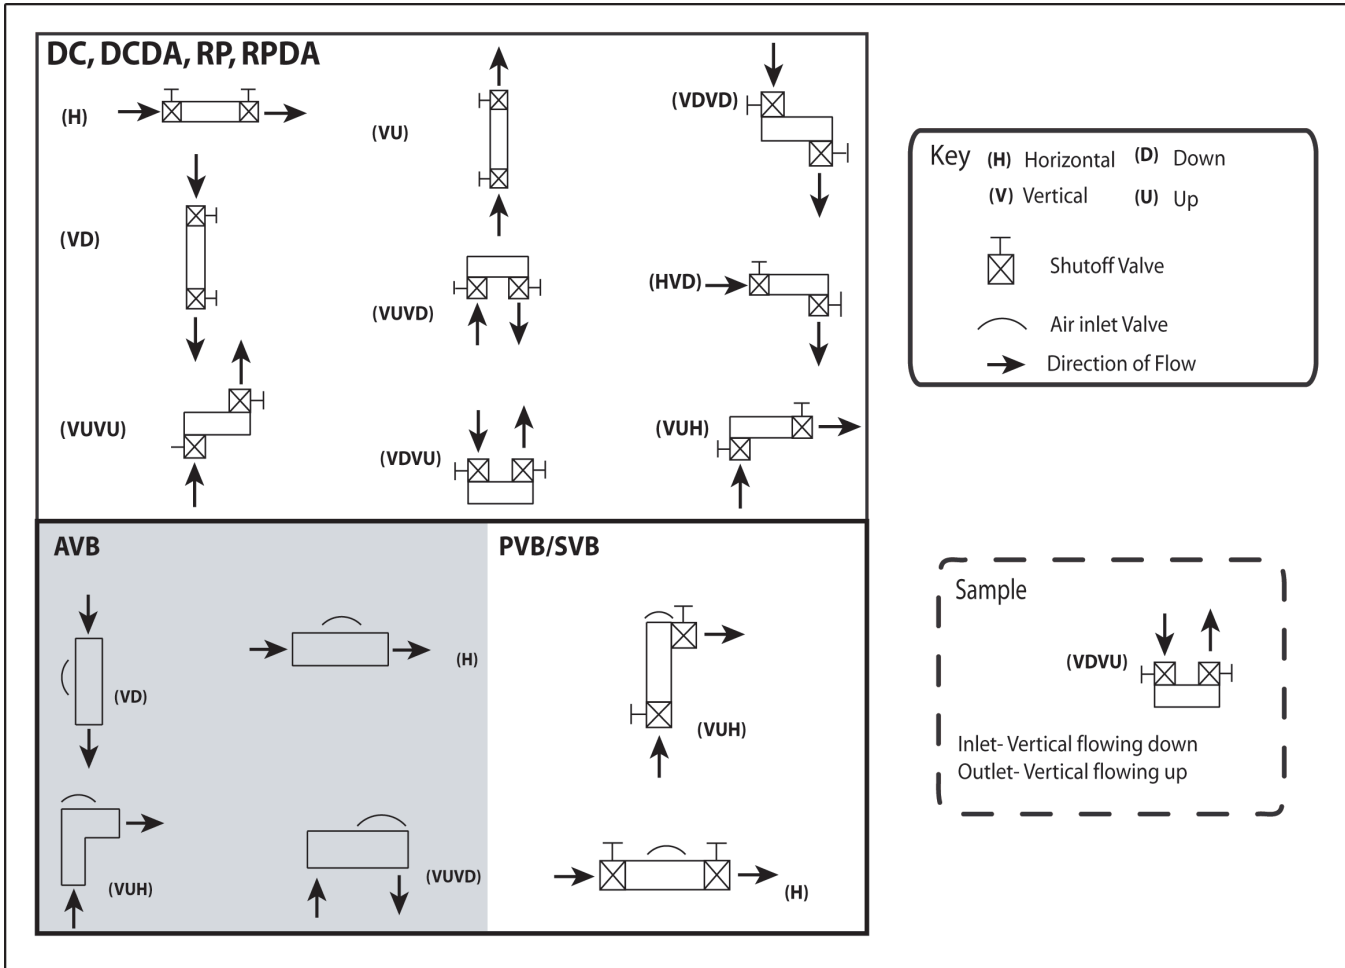 DC, DCDA, RP, RPDA
(H)
(VU)
(VDVD)
(VD)
(VUVD)
(HVD)
(VUVU)
(VDVU)
(VUH)
AVB
(VD)
(H)
(VUH)
(VUVD)
PVB/SVB
(VUH)
(H)
Key (H) Horizontal (D) Down
(V) Vertical (U) Up
Shutoff Valve
Air inlet Valve
Direction of Flow
Sample
(VDVU)
Inlet- Vertical flowing down
Outlet- Vertical flowing up